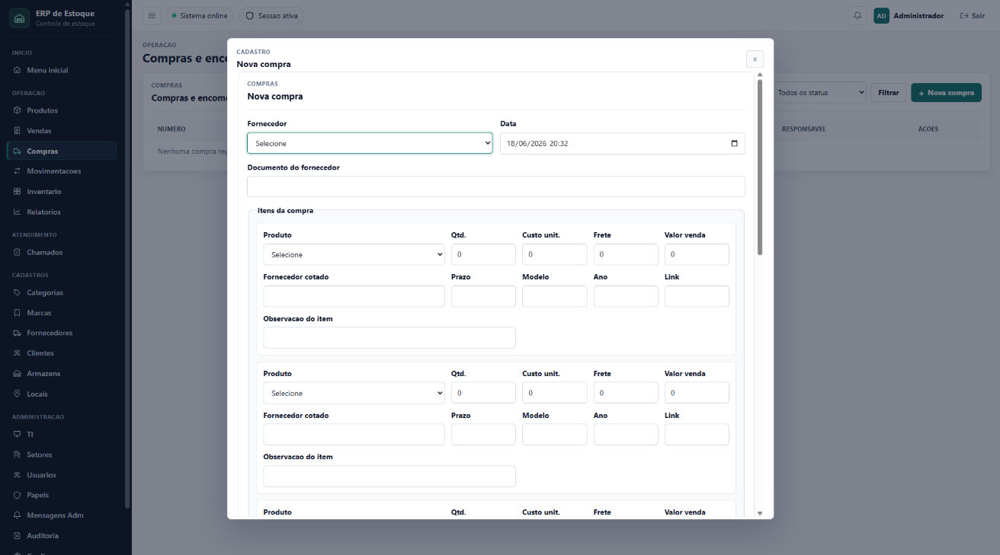 ERP de Estoque
Controle de estoque
INICIO
Menu inicial
OPERACAO
Produtos
Vendas
Compras
Movimentacoes
Inventario
Relatorios
ATENDIMENTO
Chamados
CADASTROS
Categorias
Marcas
Fornecedores
Clientes
Armazens
Locais
ADMINISTRACAO
TI
Setores
Usuarios
Papeis
Mensagens Adm
Auditoria
Sistema online
Sessao ativa
AD Administrador
Sair
OPERACAO
Compras e enco
COMPRAS
Compras e encome
Todos os status
Filtrar
+ Nova compra
NUMERO
RESPONSAVEL
ACOES
Nenhuma compra reg
CADASTRO
Nova compra
x
COMPRAS
Nova compra
Fornecedor Data
Selecione 18/06/2026 20:32
Documento do fornecedor
Itens da compra
Produto Qtd. Custo unit. Frete Valor venda
Selecione 0 0 0 0
Fornecedor cotado Prazo Modelo Ano Link
Observacao do item
Produto Qtd. Custo unit. Frete Valor venda
Selecione 0 0 0 0
Fornecedor cotado Prazo Modelo Ano Link
Observacao do item
Produto Qtd. Custo unit. Frete Valor venda